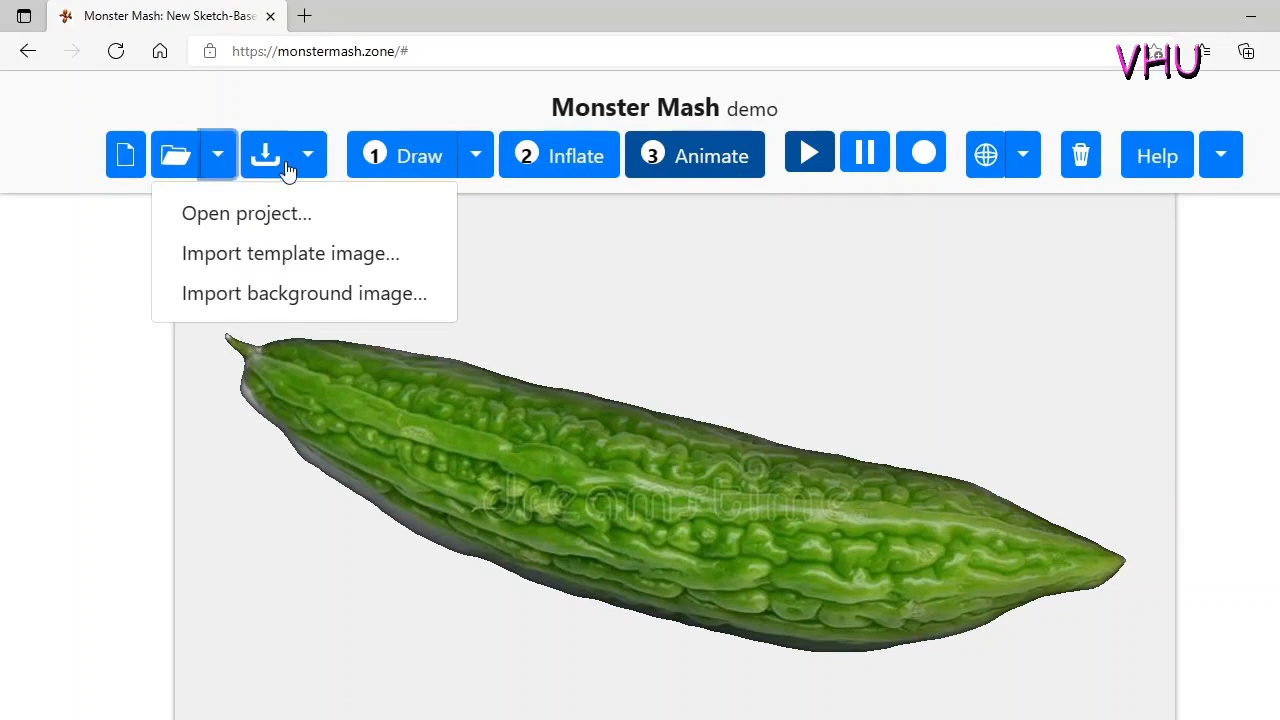 Monster Mash: New Sketch-Base
https://monstermash.zone/#
VHU
Monster Mash demo
1 Draw
2 Inflate
3 Animate
Help
Open project...
Import template image...
Import background image...
dreamstime